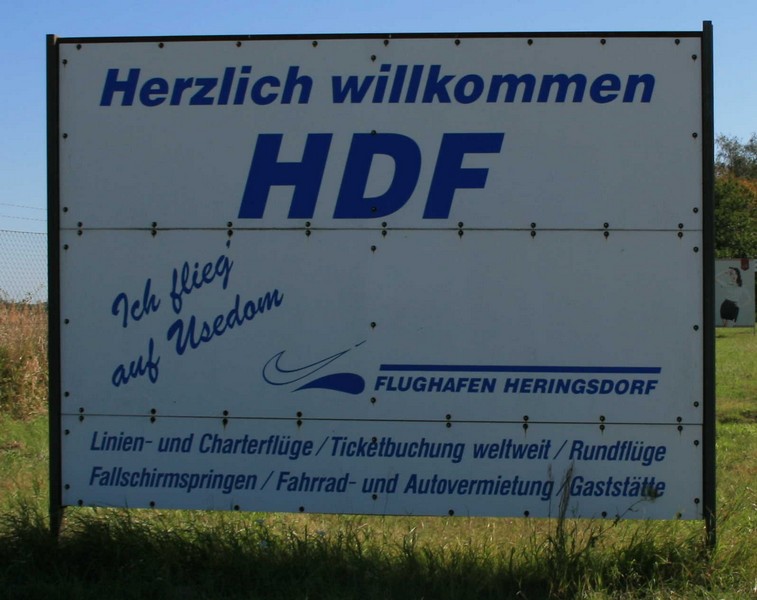 Herzlich willkommen
HDF
Ich flieg'
auf Usedom
FLUGHAFEN HERINGSDORF
Linien- und Charterflüge / Ticketbuchung weltweit / Rundflüge
Fallschirmspringen / Fahrrad- und Autovermietung / Gaststätte